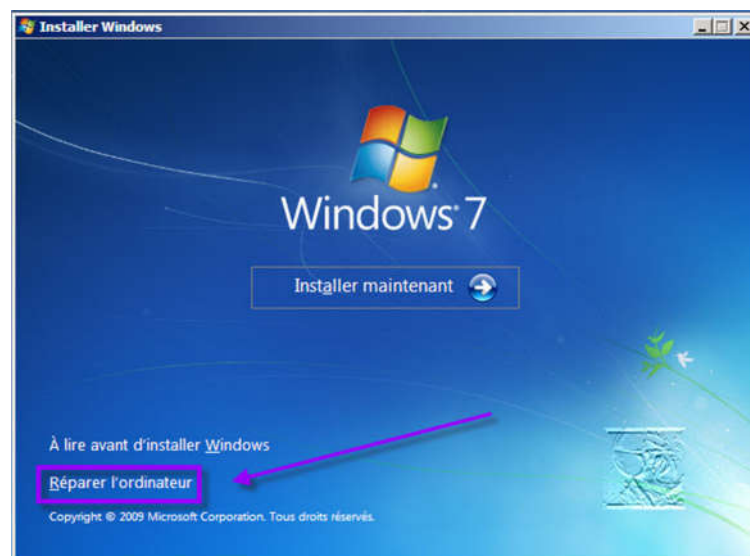 Installer Windows
Windows 7
Installer maintenant
À lire avant d'installer Windows
Réparer l'ordinateur
Copyright © 2009 Microsoft Corporation. Tous droits réservés.